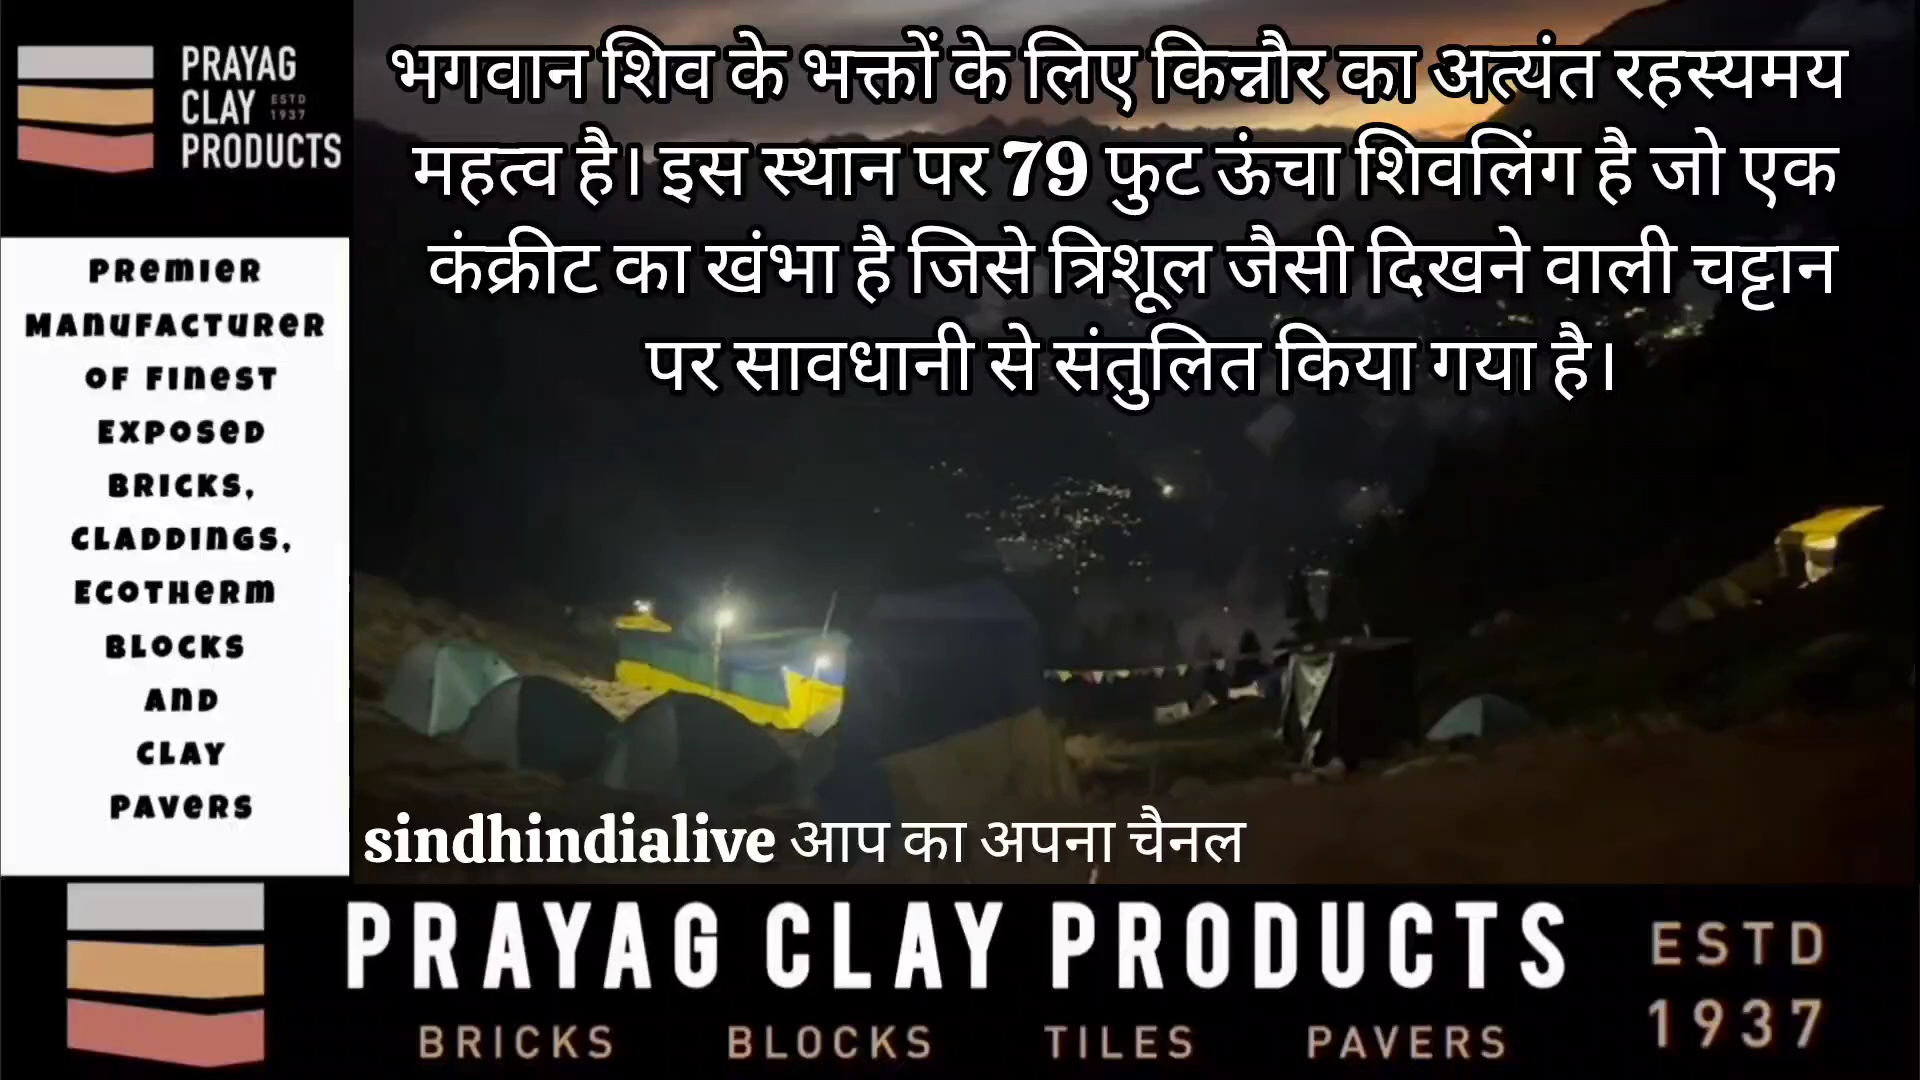 PRAYAG
CLAY ESTD 1937
PRODUCTS
PREMIER
MANUFACTURER
OF FINEST
EXPOSED
BRICKS,
CLADDINGS,
ECOTHERM
BLOCKS
AND
CLAY
PAVERS
भगवान शिव के भक्तों के लिए किन्नौर का अत्यंत रहस्यमय
महत्व है। इस स्थान पर 79 फुट ऊंचा शिवलिंग है जो एक
कंक्रीट का खंभा है जिसे त्रिशूल जैसी दिखने वाली चट्टान
पर सावधानी से संतुलित किया गया है।
sindhindialive आप का अपना चैनल
PRAYAG CLAY PRODUCTS
ESTD
1937
BRICKS BLOCKS TILES PAVERS